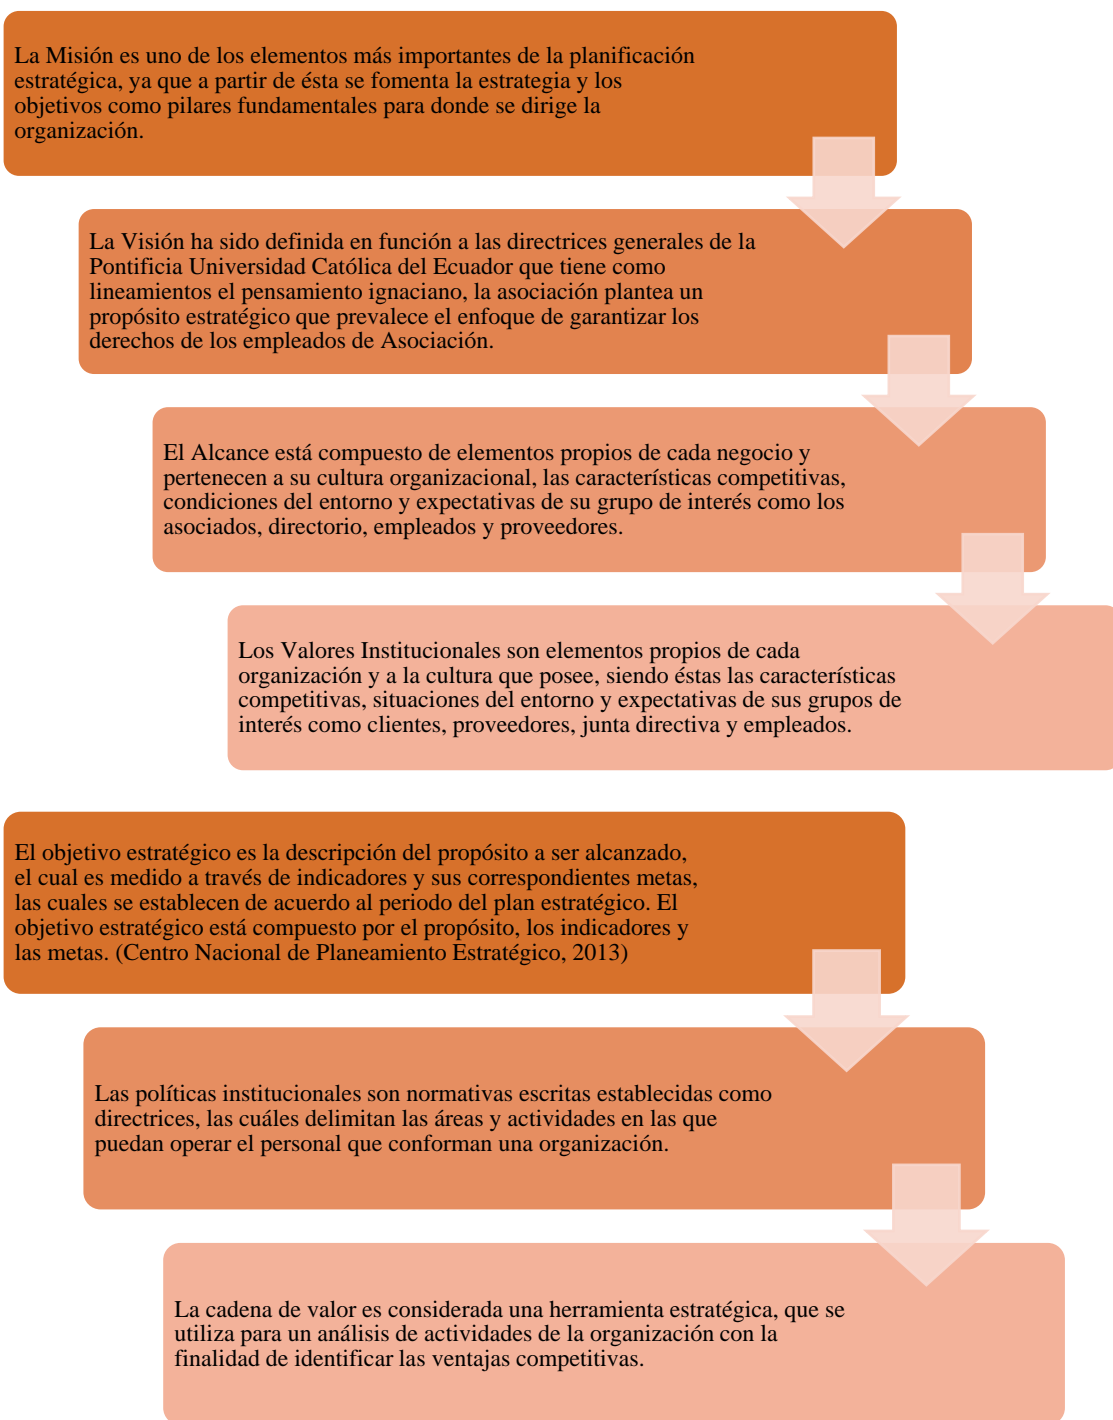 La Misión es uno de los elementos más importantes de la planificación
estratégica, ya que a partir de ésta se fomenta la estrategia y los
objetivos como pilares fundamentales para donde se dirige la
organización.
La Visión ha sido definida en función a las directrices generales de la
Pontificia Universidad Católica del Ecuador que tiene como
lineamientos el pensamiento ignaciano, la asociación plantea un
propósito estratégico que prevalece el enfoque de garantizar los
derechos de los empleados de Asociación.
El Alcance está compuesto de elementos propios de cada negocio y
pertenecen a su cultura organizacional, las características competitivas,
condiciones del entorno y expectativas de su grupo de interés como los
asociados, directorio, empleados y proveedores.
Los Valores Institucionales son elementos propios de cada
organización y a la cultura que posee, siendo éstas las características
competitivas, situaciones del entorno y expectativas de sus grupos de
interés como clientes, proveedores, junta directiva y empleados.
El objetivo estratégico es la descripción del propósito a ser alcanzado,
el cual es medido a través de indicadores y sus correspondientes metas,
las cuales se establecen de acuerdo al periodo del plan estratégico. El
objetivo estratégico está compuesto por el propósito, los indicadores y
las metas. (Centro Nacional de Planeamiento Estratégico, 2013)
Las políticas institucionales son normativas escritas establecidas como
directrices, las cuáles delimitan las áreas y actividades en las que
puedan operar el personal que conforman una organización.
La cadena de valor es considerada una herramienta estratégica, que se
utiliza para un análisis de actividades de la organización con la
finalidad de identificar las ventajas competitivas.